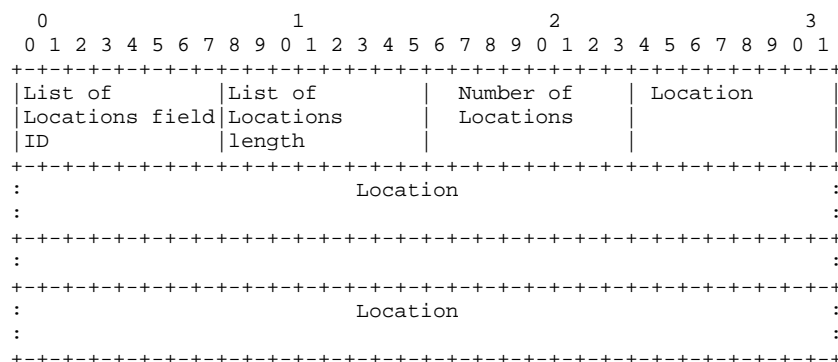 0 1 2 3
0 1 2 3 4 5 6 7 8 9 0 1 2 3 4 5 6 7 8 9 0 1 2 3 4 5 6 7 8 9 0 1
+-+-+-+-+-+-+-+-+-+-+-+-+-+-+-+-+-+-+-+-+-+-+-+-+-+-+-+-+-+-+-+-+
|List of |List of | Number of | Location |
|Locations field|Locations | Locations | |
|ID |length | | |
+-+-+-+-+-+-+-+-+-+-+-+-+-+-+-+-+-+-+-+-+-+-+-+-+-+-+-+-+-+-+-+-+
: Location :
: :
+-+-+-+-+-+-+-+-+-+-+-+-+-+-+-+-+-+-+-+-+-+-+-+-+-+-+-+-+-+-+-+-+
: :
+-+-+-+-+-+-+-+-+-+-+-+-+-+-+-+-+-+-+-+-+-+-+-+-+-+-+-+-+-+-+-+-+
: Location :
: :
+-+-+-+-+-+-+-+-+-+-+-+-+-+-+-+-+-+-+-+-+-+-+-+-+-+-+-+-+-+-+-+-+